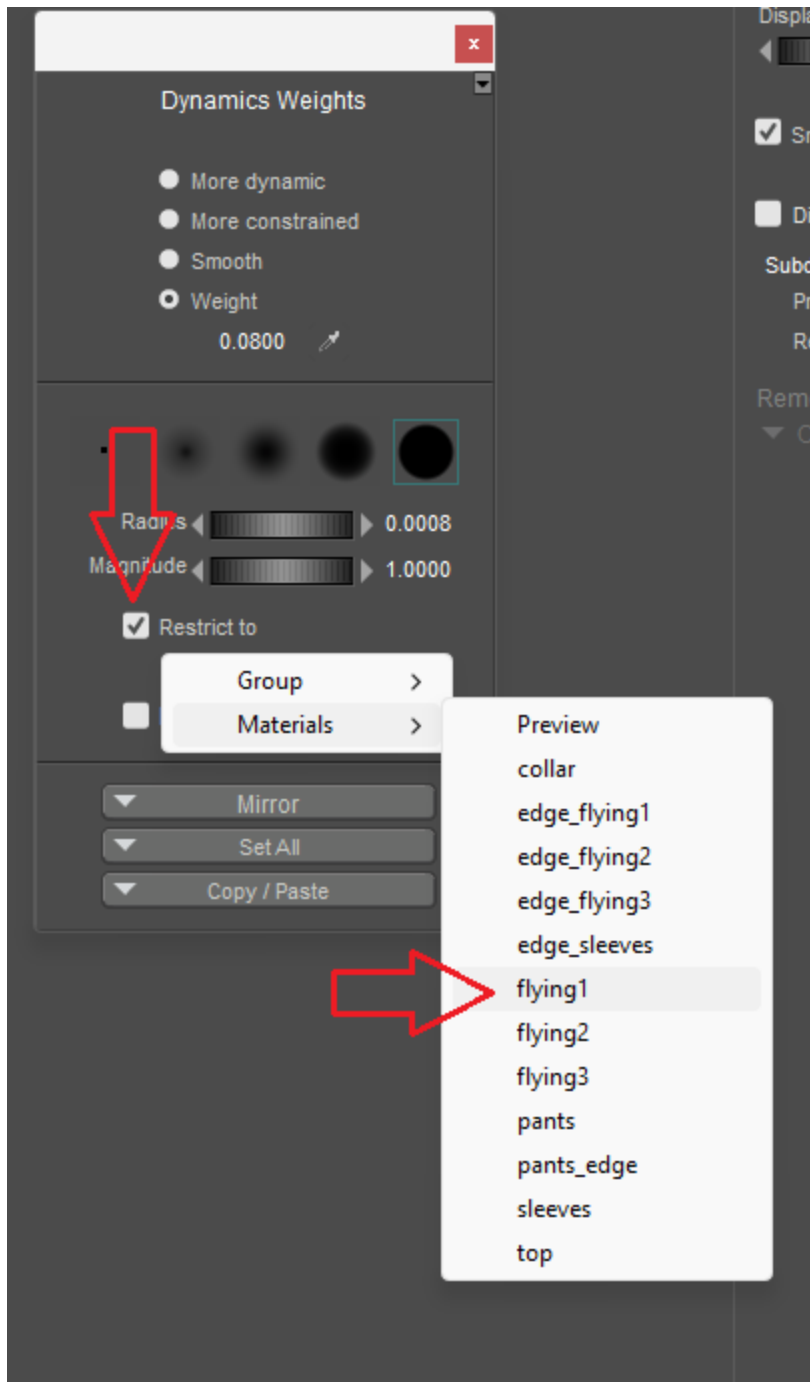 x
Dynamics Weights
More dynamic
More constrained
Smooth
Weight
0.0800
Radius 0.0008
Magnitude 1.0000
Restrict to
Group >
Materials >
Preview
collar
edge_flying1
edge_flying2
edge_flying3
edge_sleeves
flying1
flying2
flying3
pants
pants_edge
sleeves
top
Mirror
Set All
Copy / Paste